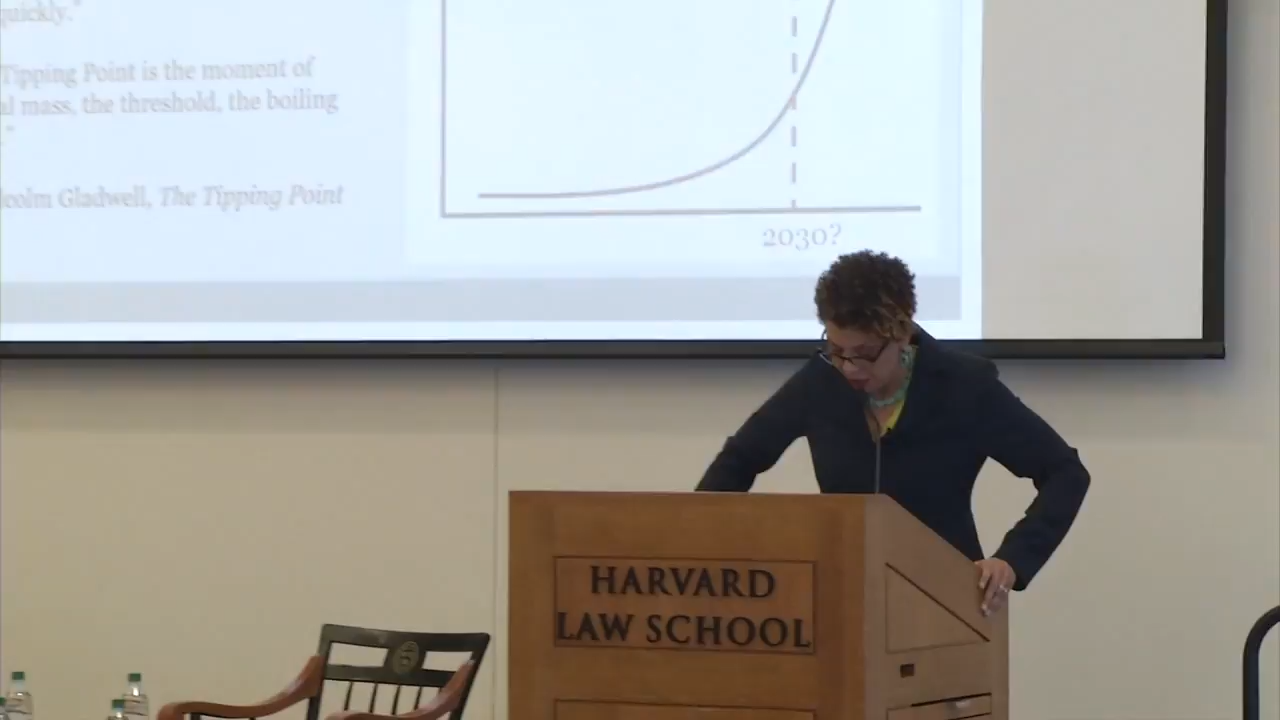 quickly."
Tipping Point is the moment of
al mass, the threshold, the boiling
"
lcolm Gladwell, The Tipping Point
2030?
HARVARD
LAW SCHOOL